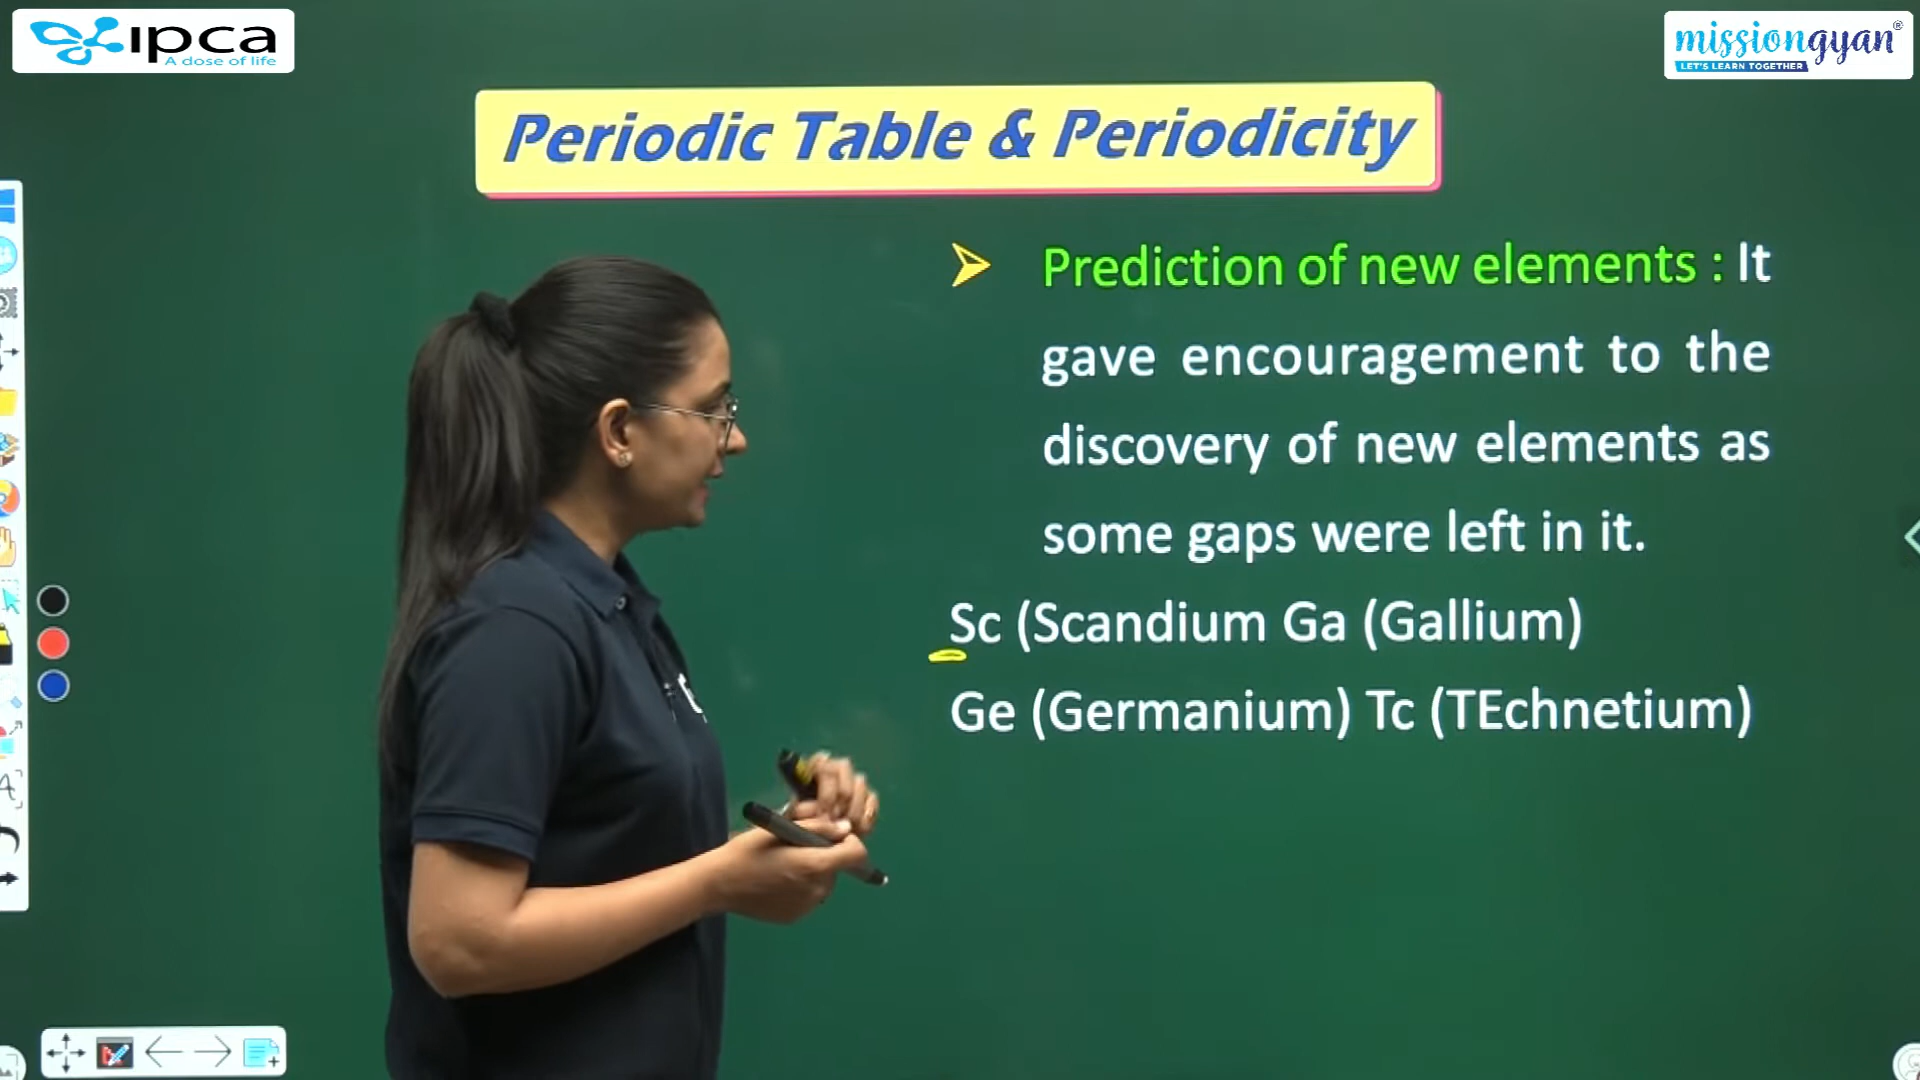 ipca
A dose of life
missiongyan®
LET'S LEARN TOGETHER
Periodic Table & Periodicity
➢ Prediction of new elements : It
gave encouragement to the
discovery of new elements as
some gaps were left in it.
Sc (Scandium Ga (Gallium)
Ge (Germanium) Tc (TEchnetium)